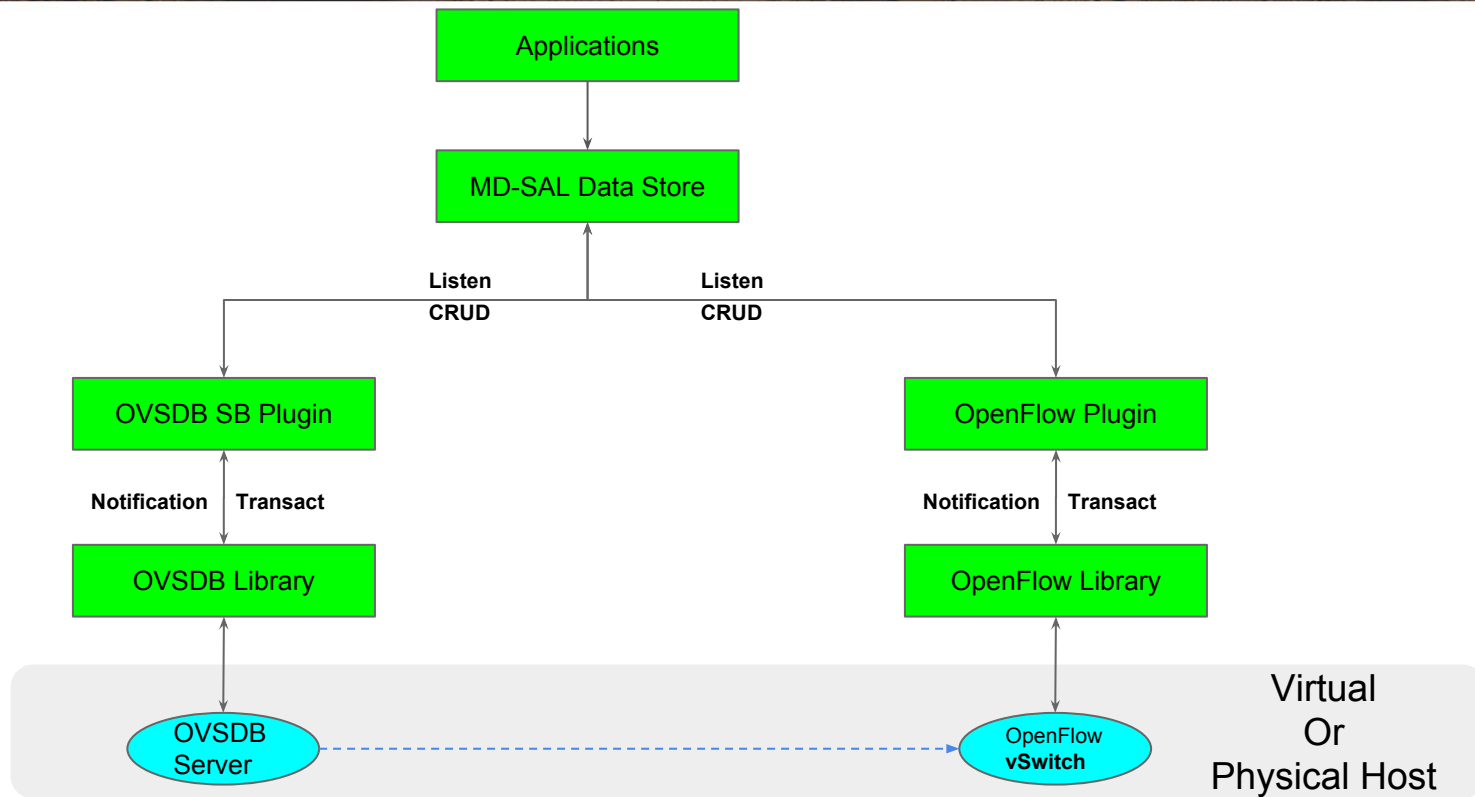 Applications
MD-SAL Data Store
Listen
CRUD
Listen
CRUD
OVSDB SB Plugin
OpenFlow Plugin
Notification
Transact
Notification
Transact
OVSDB Library
OpenFlow Library
OVSDB
Server
OpenFlow
vSwitch
Virtual
Or
Physical Host